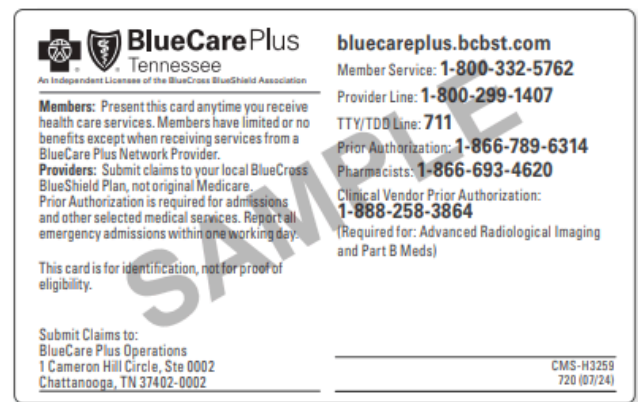 BlueCare Plus
Tennessee
An Independent Licensee of the BlueCross BlueShield Association
Members: Present this card anytime you receive
health care services. Members have limited or no
benefits except when receiving services from a
BlueCare Plus Network Provider.
Providers: Submit claims to your local BlueCross
BlueShield Plan, not original Medicare.
Prior Authorization is required for admissions
and other selected medical services. Report all
emergency admissions within one working day.
This card is for identification, not for proof of
eligibility.
Submit Claims to:
BlueCare Plus Operations
1 Cameron Hill Circle, Ste 0002
Chattanooga, TN 37402-0002
bluecareplus.bcbst.com
Member Service: 1-800-332-5762
Provider Line: 1-800-299-1407
TTY/TDD Line: 711
Prior Authorization: 1-866-789-6314
Pharmacists: 1-866-693-4620
Clinical Vendor Prior Authorization:
1-888-258-3864
(Required for: Advanced Radiological Imaging
and Part B Meds)
CMS-H3259
720 (07/24)
SAMPLE